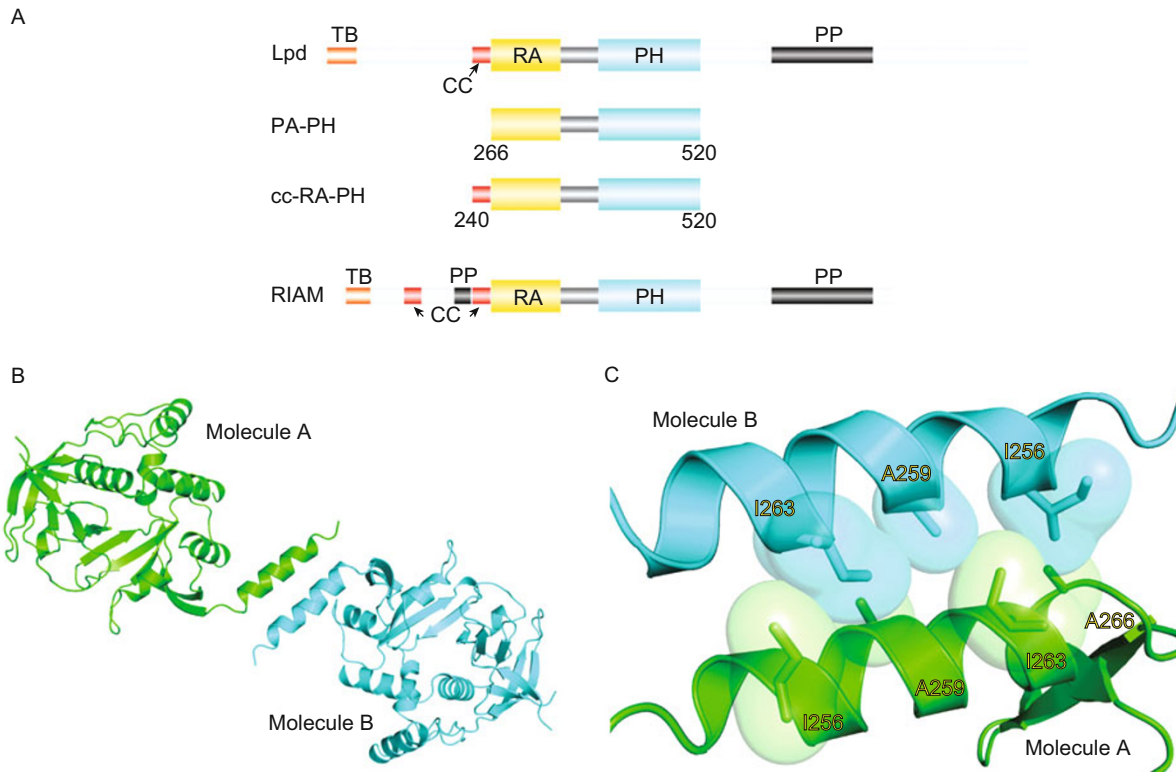 A
TB
PP
Lpd
RA
PH
CC
PA-PH
266
520
cc-RA-PH
240
520
TB
PP
PP
RIAM
RA
PH
CC
B
Molecule A
Molecule B
C
Molecule B
I256
A259
I263
A266
I263
A259
I256
Molecule A